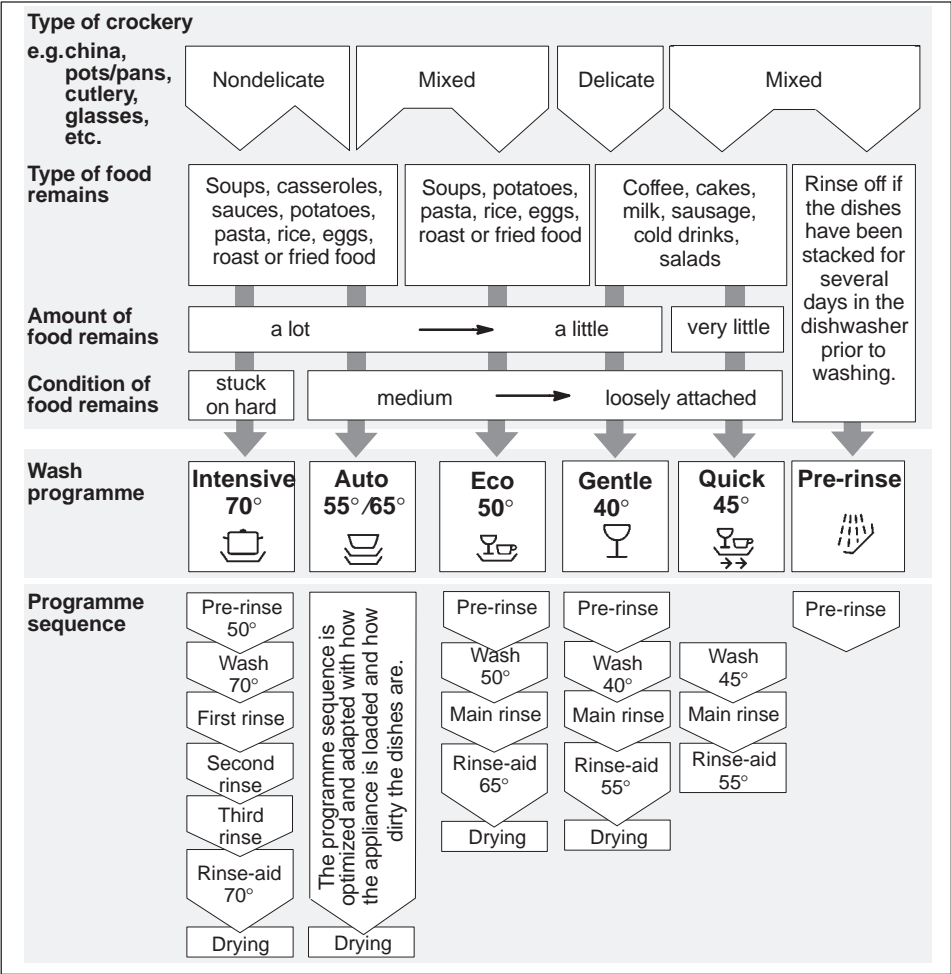 Type of crockery
e.g. china,
pots/pans,
cutlery,
glasses,
etc.
Nondelicate
Mixed
Delicate
Mixed
Type of food
remains
Soups, casseroles,
sauces, potatoes,
pasta, rice, eggs,
roast or fried food
Soups, potatoes,
pasta, rice, eggs,
roast or fried food
Coffee, cakes,
milk, sausage,
cold drinks,
salads
Rinse off if
the dishes
have been
stacked for
several
days in the
dishwasher
prior to
washing.
Amount of
food remains
a lot
a little
very little
Condition of
food remains
stuck
on hard
medium
loosely attached
Wash
programme
Intensive
70°
Auto
55°/65°
Eco
50°
Gentle
40°
Quick
45°
Pre-rinse
Programme
sequence
Pre-rinse
50°
Wash
70°
First rinse
Second
rinse
Third
rinse
Rinse-aid
70°
Drying
The programme sequence is
optimized and adapted with how
the appliance is loaded and how
dirty the dishes are.
Drying
Pre-rinse
Wash
50°
Main rinse
Rinse-aid
65°
Drying
Pre-rinse
Wash
40°
Main rinse
Rinse-aid
55°
Drying
Wash
45°
Main rinse
Rinse-aid
55°
Pre-rinse